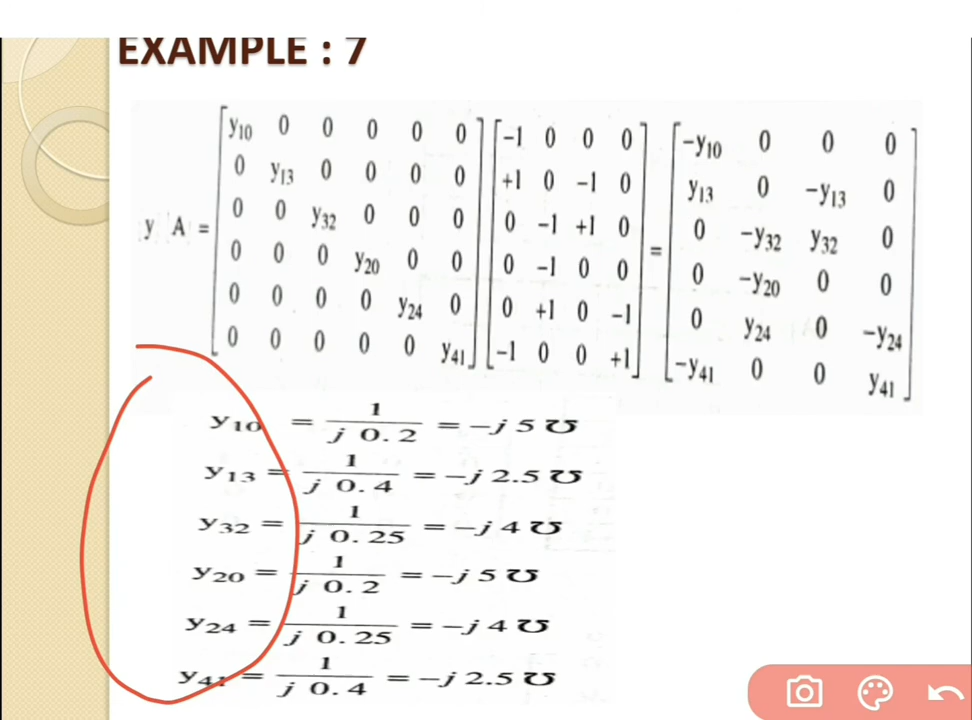 EXAMPLE : 7
y A = [y10 0 0 0 0 0] [-1 0 0 0] = [-y10 0 0 0]
[0 y13 0 0 0 0] [+1 0 -1 0] [y13 0 -y13 0]
[0 0 y32 0 0 0] [0 -1 +1 0] [0 -y32 y32 0]
[0 0 0 y20 0 0] [0 -1 0 0] [0 -y20 0 0]
[0 0 0 0 y24 0] [0 +1 0 -1] [0 y24 0 -y24]
[0 0 0 0 0 y41] [-1 0 0 +1] [-y41 0 0 y41]
y10 = 1 / j 0.2 = -j 5 ℧
y13 = 1 / j 0.4 = -j 2.5 ℧
y32 = 1 / j 0.25 = -j 4 ℧
y20 = 1 / j 0.2 = -j 5 ℧
y24 = 1 / j 0.25 = -j 4 ℧
y41 = 1 / j 0.4 = -j 2.5 ℧